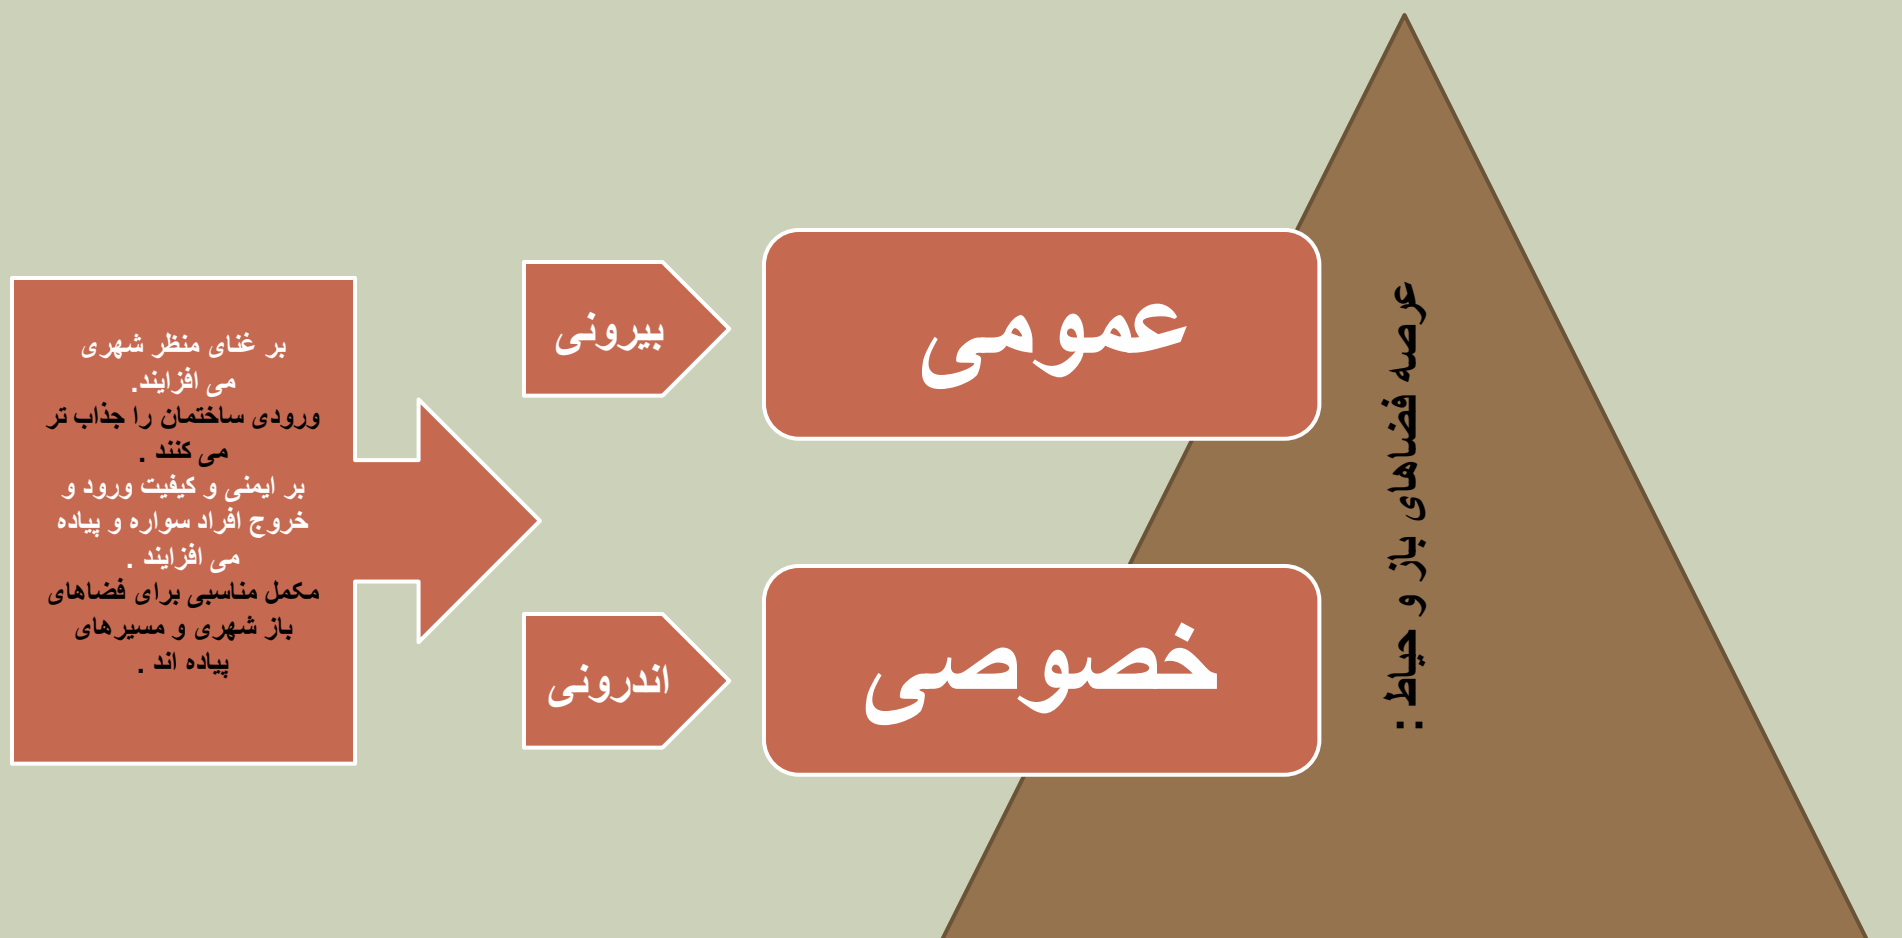 عرصه فضاهای باز و حیاط :
عمومی
بیرونی
خصوصی
اندرونی
بر غنای منظر شهری
می افزایند.
ورودی ساختمان را جذاب تر
می کنند .
بر ایمنی و کیفیت ورود و
خروج افراد سواره و پیاده
می افزایند .
مکمل مناسبی برای فضاهای
باز شهری و مسیرهای
پیاده اند .